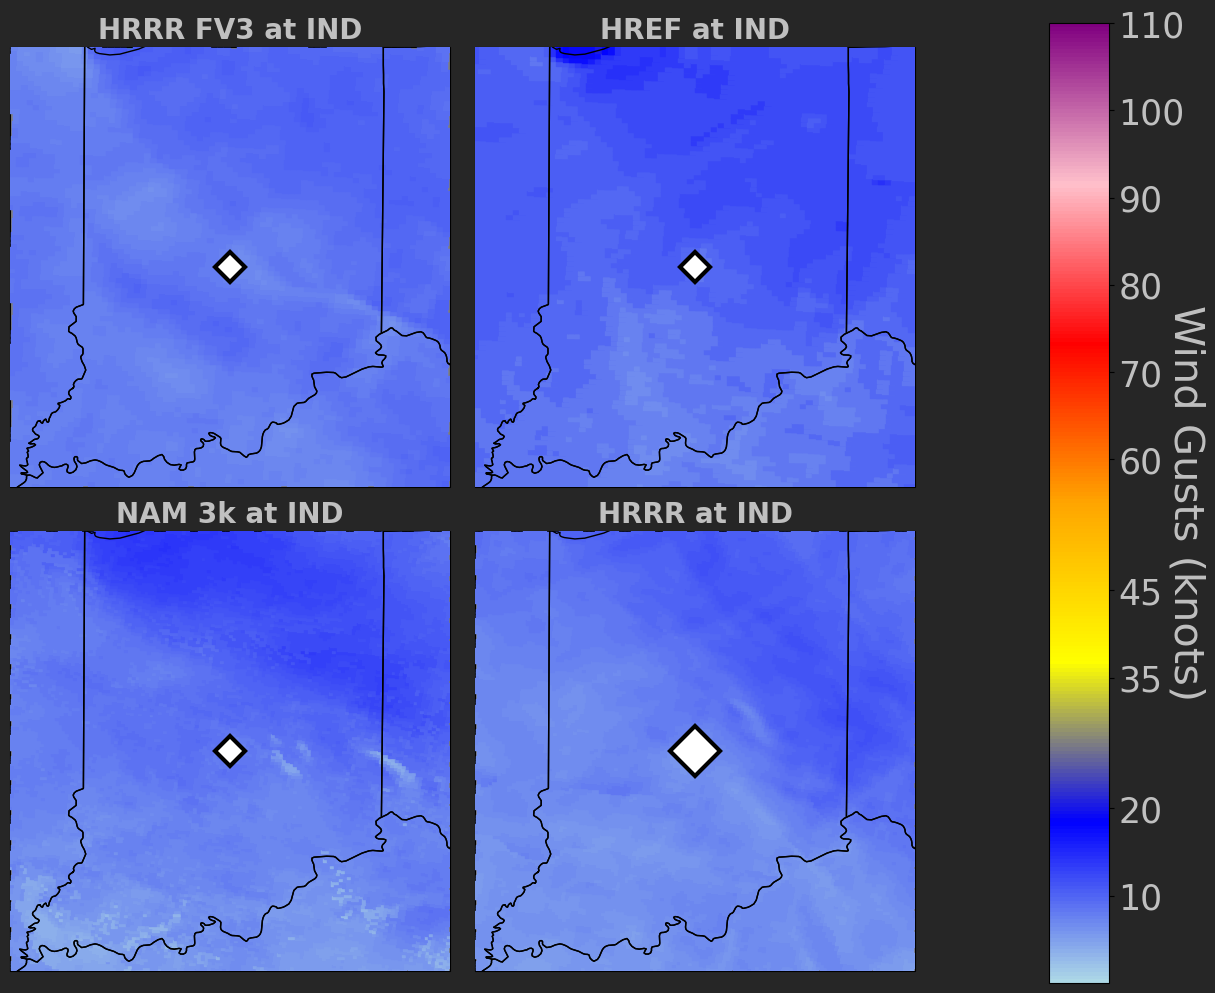 HRRR FV3 at IND
HREF at IND
NAM 3k at IND
HRRR at IND
110
100
90
80
70
60
45
35
20
10
Wind Gusts (knots)